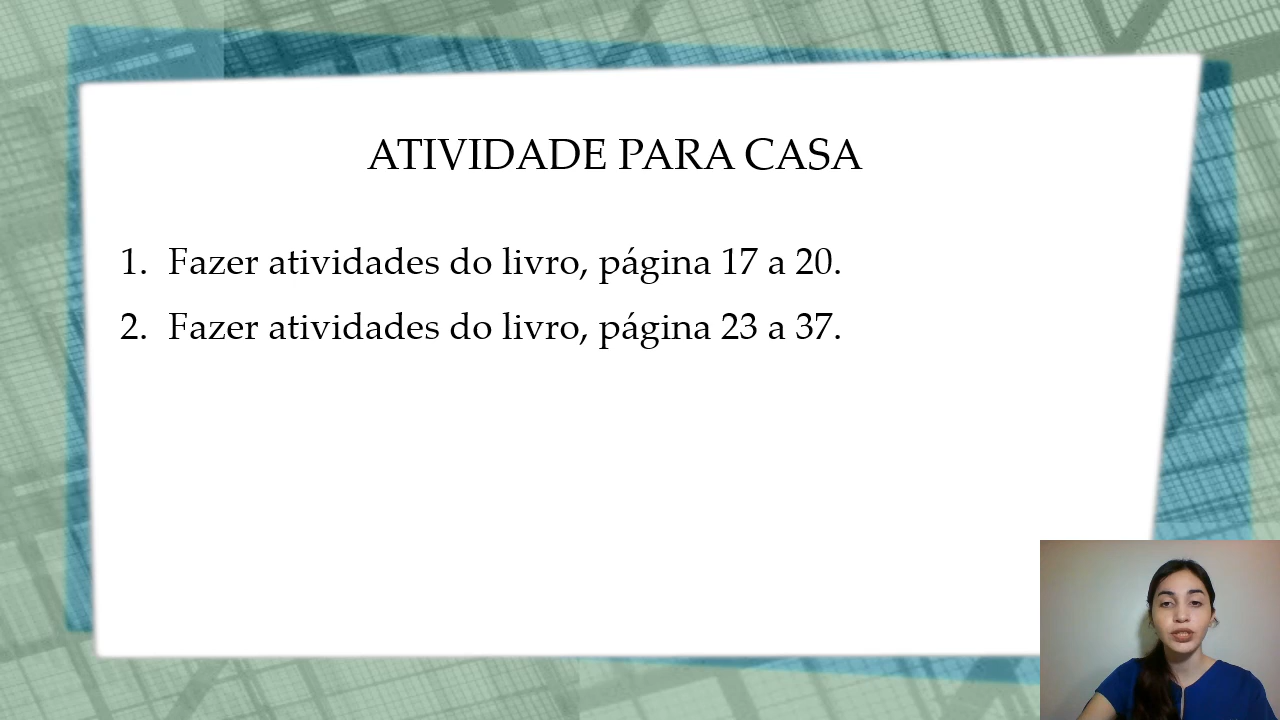 ATIVIDADE PARA CASA
1. Fazer atividades do livro, página 17 a 20.
2. Fazer atividades do livro, página 23 a 37.